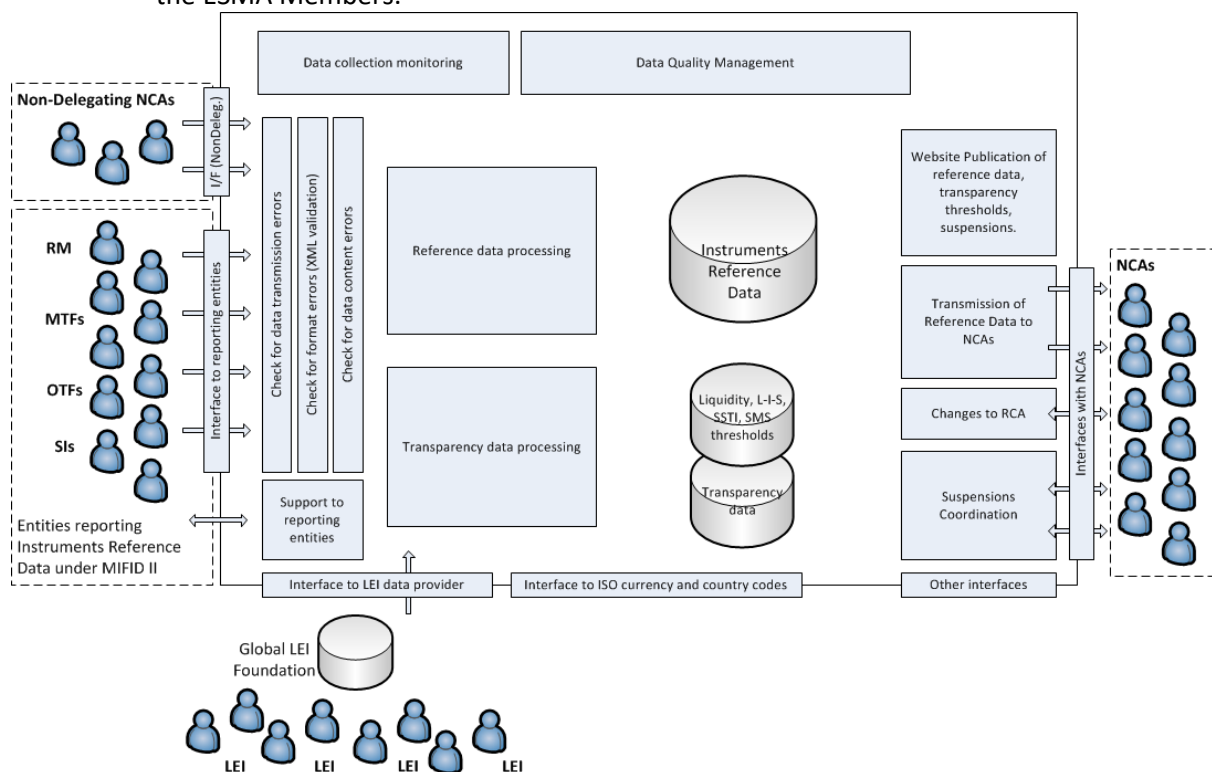 the ESMA Members.
Data collection monitoring
Data Quality Management
Non-Delegating NCAs
I/F (NonDeleg.)
RM
MTFs
OTFs
SIs
Entities reporting
Instruments Reference
Data under MIFID II
Interface to reporting entities
Check for data transmission errors
Check for format errors (XML validation)
Check for data content errors
Support to
reporting
entities
Reference data processing
Transparency data processing
Instruments
Reference
Data
Liquidity, L-I-S,
SSTI, SMS
thresholds
Transparency
data
Website Publication of
reference data,
transparency
thresholds,
suspensions.
Transmission of
Reference Data to
NCAs
Changes to RCA
Suspensions
Coordination
Interfaces with NCAs
NCAs
Interface to LEI data provider
Interface to ISO currency and country codes
Other interfaces
Global LEI
Foundation
LEI
LEI
LEI
LEI